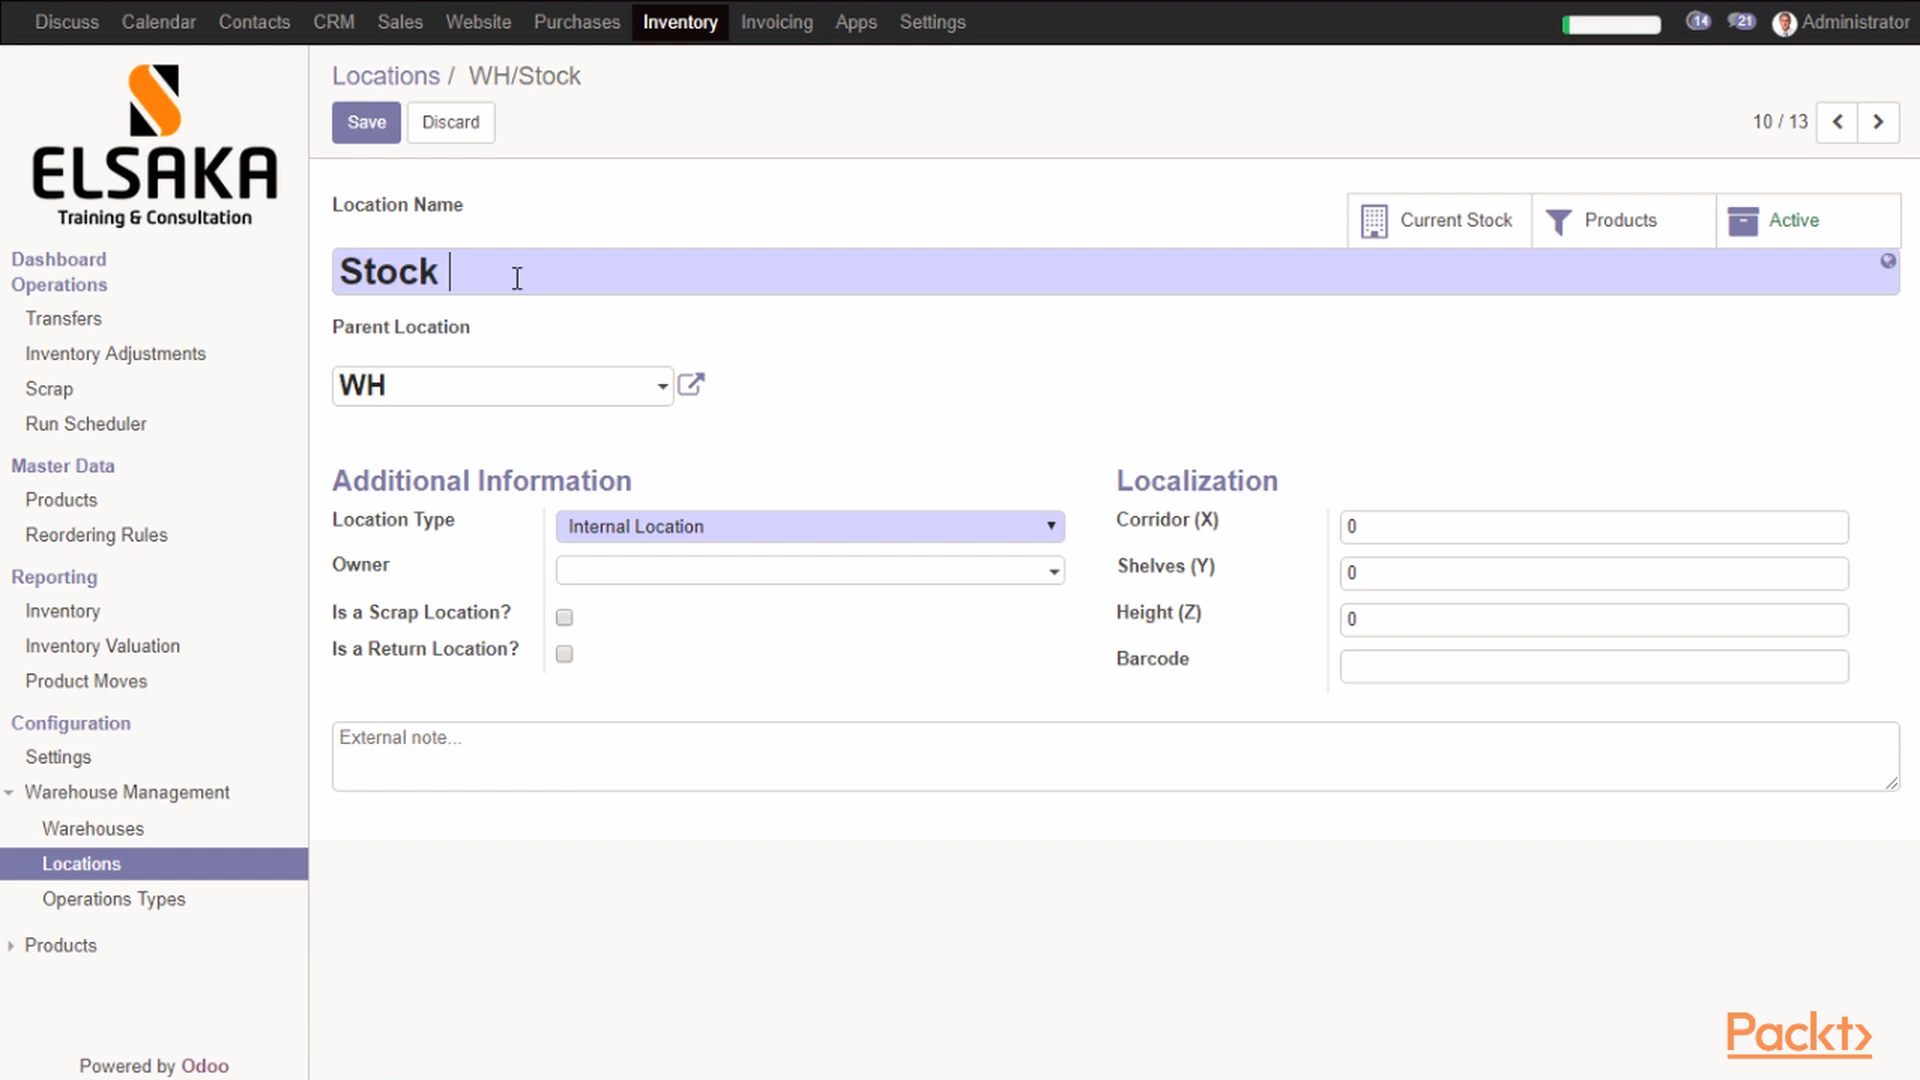 Discuss Calendar Contacts CRM Sales Website Purchases Inventory Invoicing Apps Settings 14 21 Administrator
ELSAKA
Training & Consultation
Locations / WH/Stock
Save Discard
10 / 13
Location Name
Current Stock Products Active
Stock
Parent Location
WH
Additional Information
Location Type Internal Location
Owner
Is a Scrap Location?
Is a Return Location?
Localization
Corridor (X) 0
Shelves (Y) 0
Height (Z) 0
Barcode
External note...
Dashboard
Operations
Transfers
Inventory Adjustments
Scrap
Run Scheduler
Master Data
Products
Reordering Rules
Reporting
Inventory
Inventory Valuation
Product Moves
Configuration
Settings
Warehouse Management
Warehouses
Locations
Operations Types
Products
Powered by Odoo
Packt